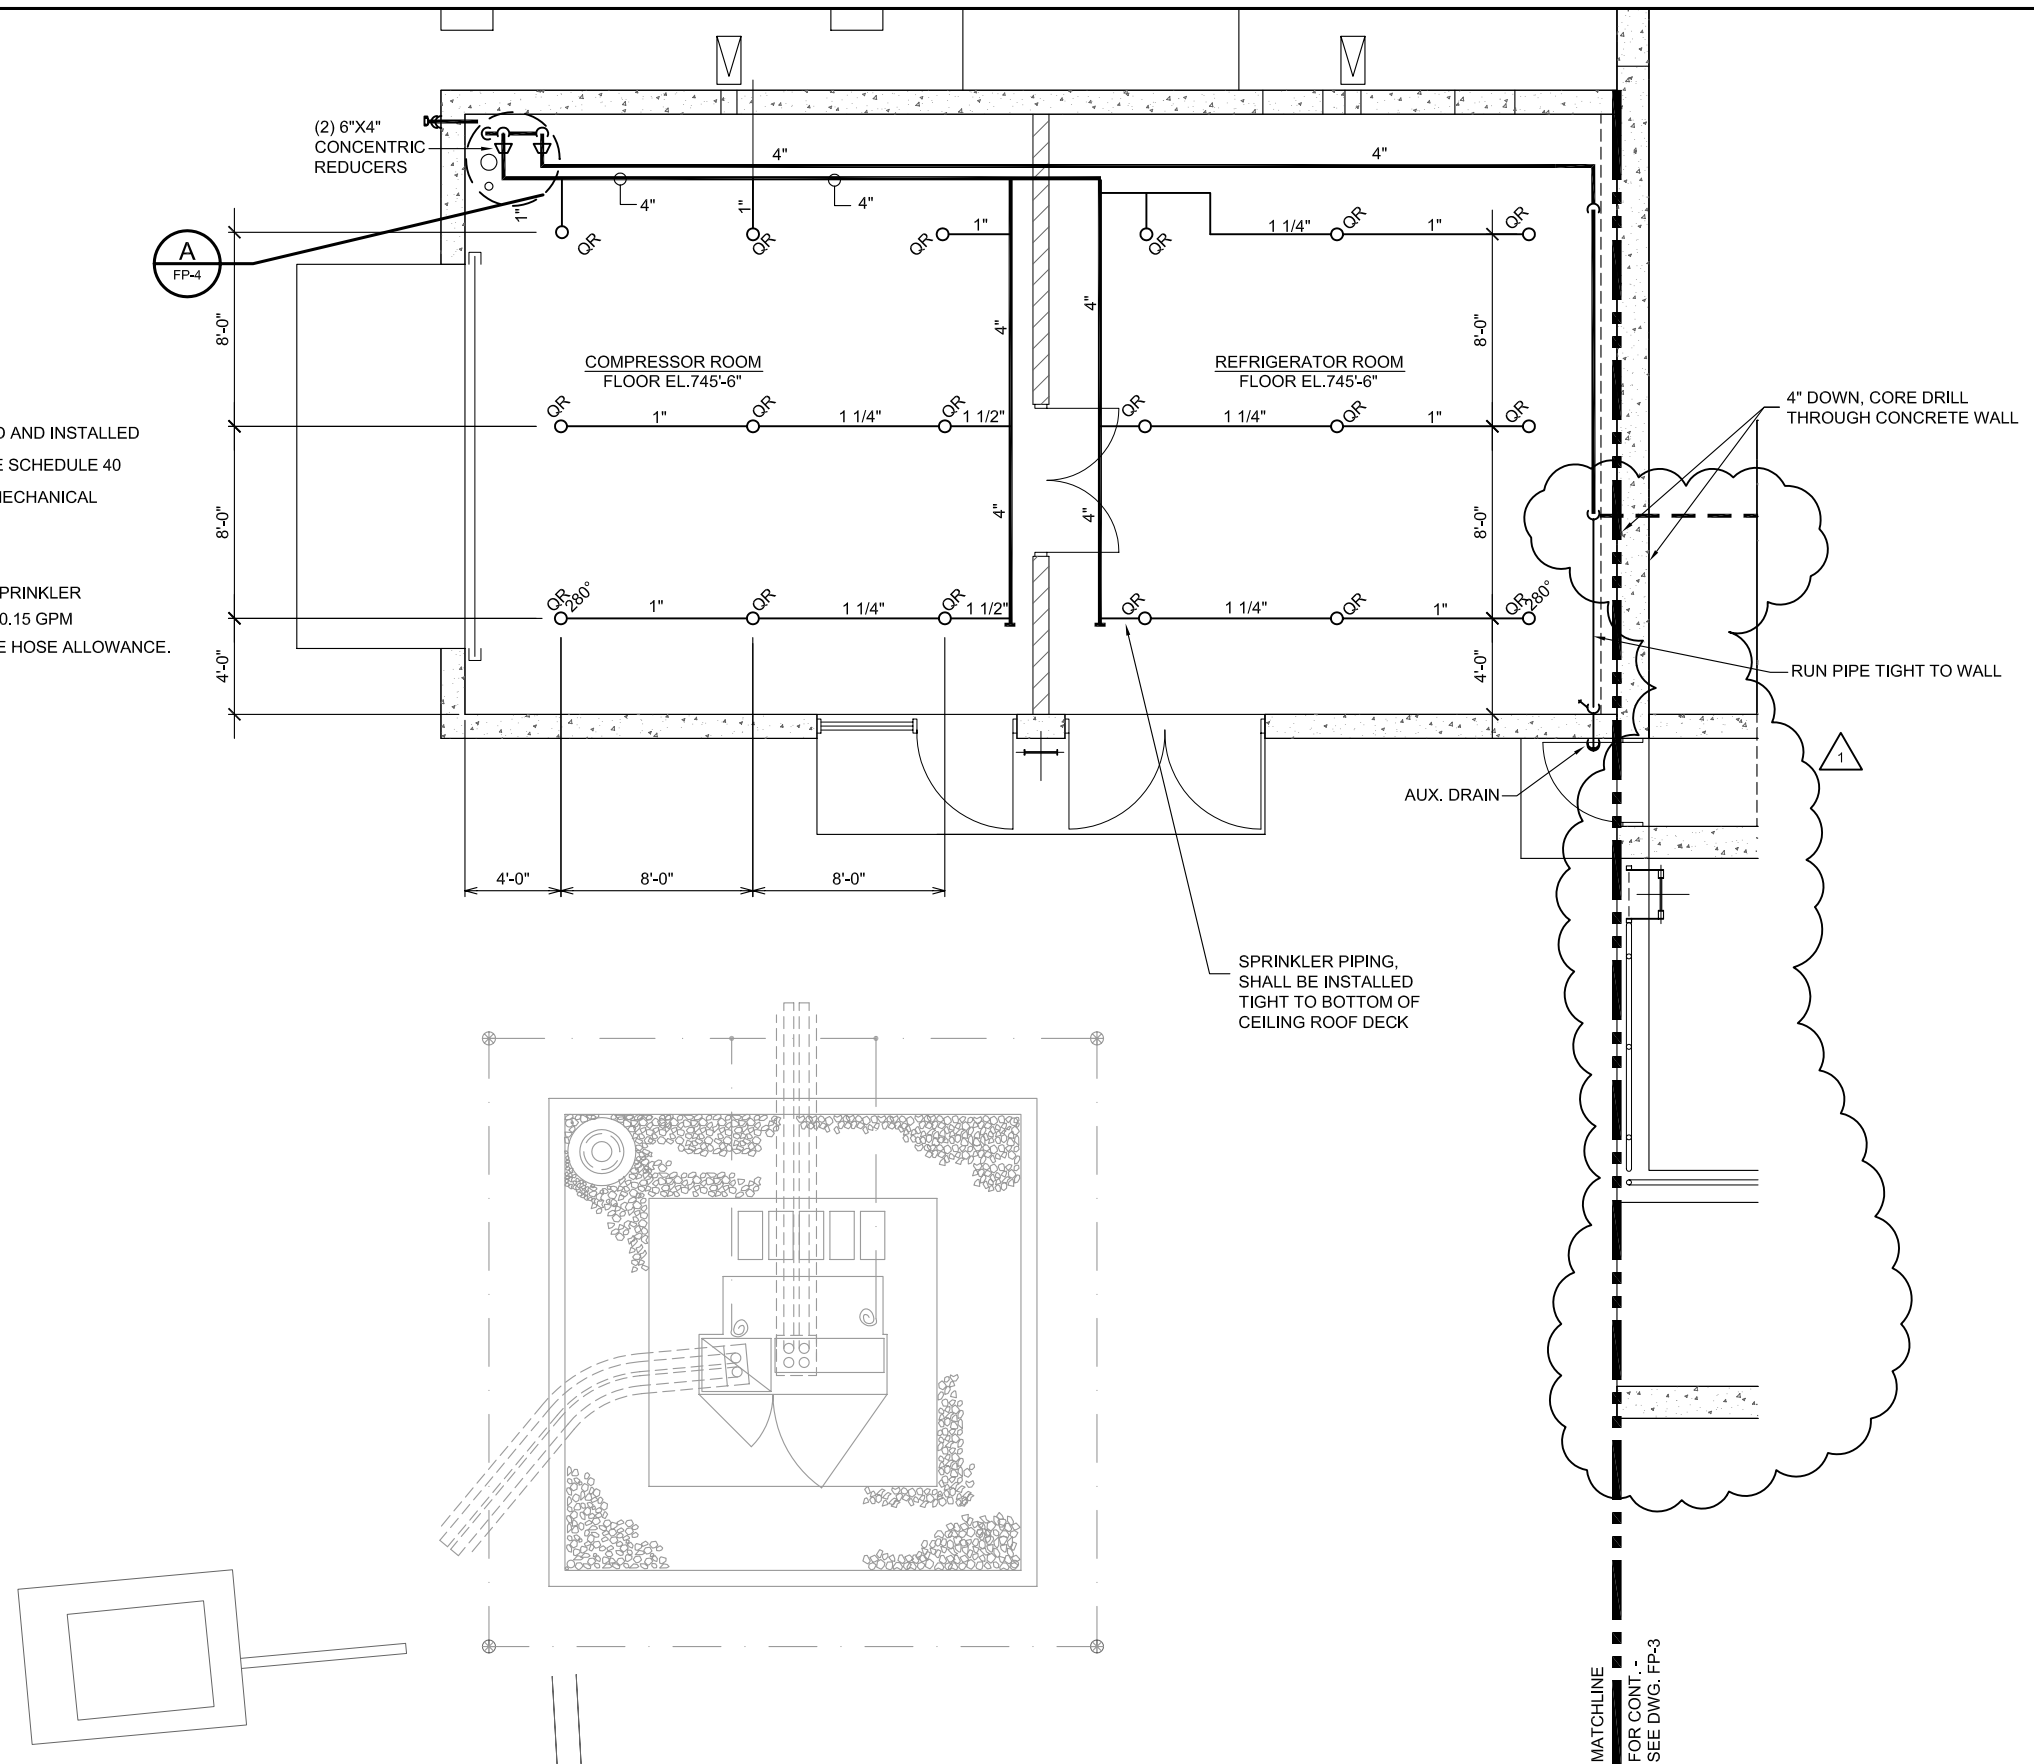 (2) 6"X4"
CONCENTRIC
REDUCERS
4"
4"
4"
4"
1"
1"
1"
1 1/4"
1"
QR
QR
QR
QR
QR
QR
A
FP-4
8'-0"
4"
4"
8'-0"
COMPRESSOR ROOM
FLOOR EL.745'-6"
REFRIGERATOR ROOM
FLOOR EL.745'-6"
4" DOWN, CORE DRILL
THROUGH CONCRETE WALL
QR
1"
QR
1 1/4"
QR
1 1/2"
QR
1 1/4"
QR
1"
QR
D AND INSTALLED
E SCHEDULE 40
MECHANICAL
8'-0"
4"
4"
8'-0"
PRINKLER
0.15 GPM
E HOSE ALLOWANCE.
QR
280°
1"
QR
1 1/4"
QR
1 1/2"
QR
1 1/4"
QR
1"
QR
280°
4'-0"
4'-0"
RUN PIPE TIGHT TO WALL
1
AUX. DRAIN
4'-0"
8'-0"
8'-0"
SPRINKLER PIPING,
SHALL BE INSTALLED
TIGHT TO BOTTOM OF
CEILING ROOF DECK
MATCHLINE
FOR CONT. -
SEE DWG. FP-3